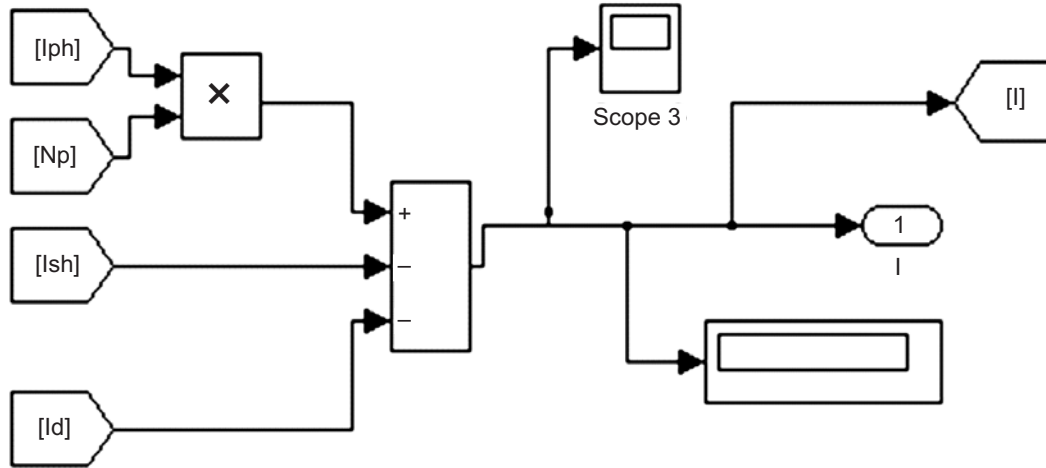 [Iph]
×
[Np]
Scope 3
[I]
+
[Ish]
–
1
I
–
[Id]